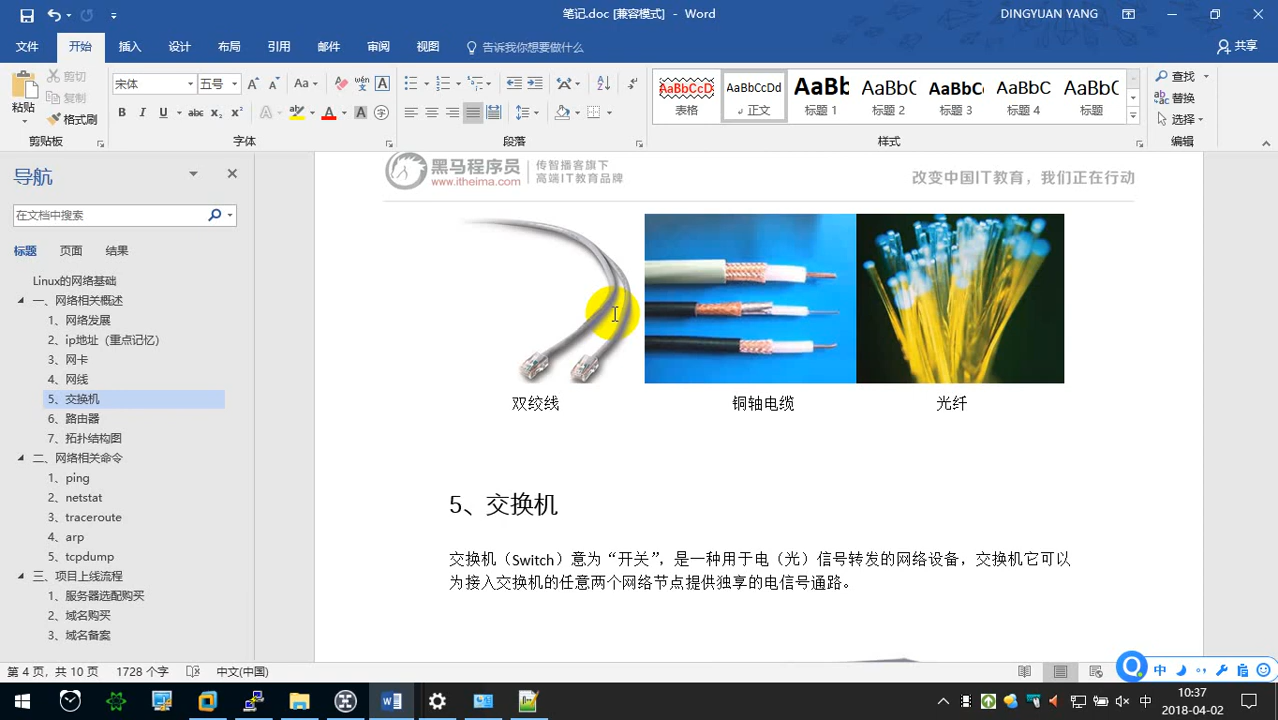 笔记.doc [兼容模式] - Word
DINGYUAN YANG
文件 开始 插入 设计 布局 引用 邮件 审阅 视图 告诉我你想要做什么 共享
粘贴
剪切
复制
格式刷
剪贴板
宋体 五号
字体
段落
AaBbCcDd AaBbCcDd AaBb AaBbC AaBbC AaBbC AaBbC
表格 正文 标题 1 标题 2 标题 3 标题 4 标题
样式
查找
替换
选择
编辑
导航
在文档中搜索
标题 页面 结果
Linux的网络基础
一、网络相关概述
1、网络发展
2、ip地址（重点记忆）
3、网卡
4、网线
5、交换机
6、路由器
7、拓扑结构图
二、网络相关命令
1、ping
2、netstat
3、traceroute
4、arp
5、tcpdump
三、项目上线流程
1、服务器选配购买
2、域名购买
3、域名备案
黑马程序员
www.itheima.com
传智播客旗下
高端IT教育品牌
改变中国IT教育，我们正在行动
双绞线 铜轴电缆 光纤
5、交换机
交换机（Switch）意为“开关”，是一种用于电（光）信号转发的网络设备，交换机它可以
为接入交换机的任意两个网络节点提供独享的电信号通路。
第 4 页，共 10 页 1728 个字 中文(中国)
中
中
10:37
2018-04-02